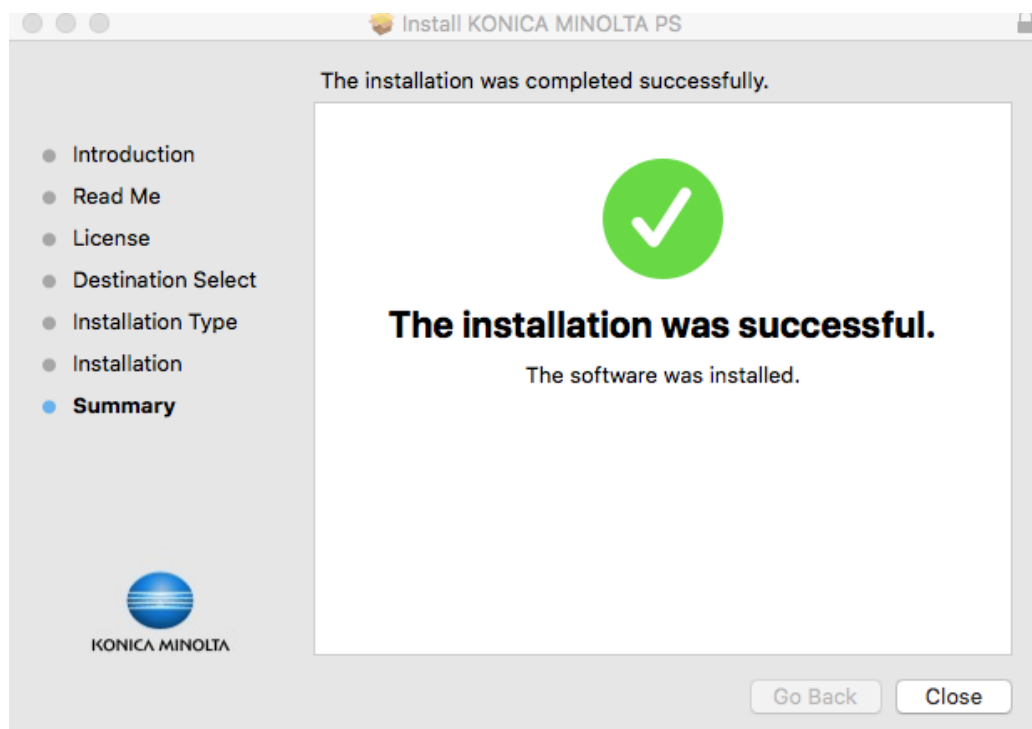 Install KONICA MINOLTA PS
The installation was completed successfully.
Introduction
Read Me
License
Destination Select
Installation Type
Installation
Summary
The installation was successful.
The software was installed.
KONICA MINOLTA
Go Back
Close